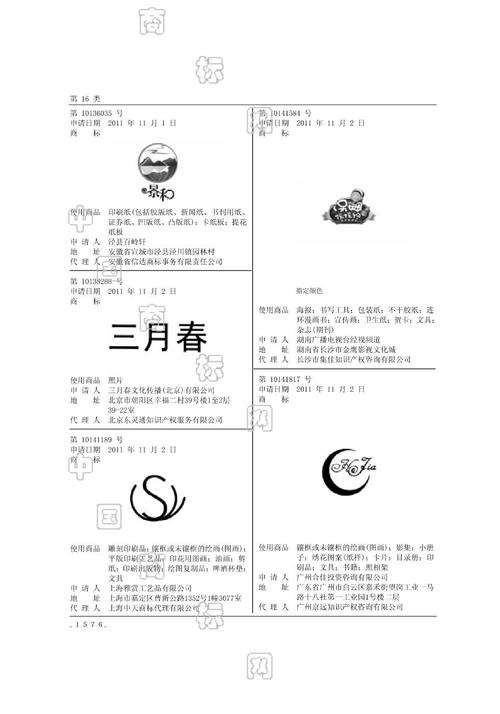 第 16 类
第 10136035 号
申请日期 2011 年 11 月 1 日
商 标
景和
使用商品 印刷纸(包括胶版纸、新闻纸、书刊用纸、
证券纸、凹版纸、凸版纸);卡纸板;提花
纸板
申 请 人 泾县百岭轩
地 址 安徽省宣城市泾县泾川镇园林村
代 理 人 安徽省信达商标事务有限责任公司
第 10138288 号
申请日期 2011 年 11 月 2 日
商 标
三月春
使用商品 照片
申 请 人 三月春文化传播(北京)有限公司
地 址 北京市朝阳区幸福二村39号楼1至2层
39-22室
代 理 人 北京东灵通知识产权服务有限公司
第 10141189 号
申请日期 2011 年 11 月 2 日
商 标
S
使用商品 雕刻印刷品;镶框或未镶框的绘画(图画);
平版印刷工艺品;印花用图画;油画;剪
纸;印刷出版物;绘图复制品;啤酒杯垫;
文具
申 请 人 上海雅赏工艺品有限公司
地 址 上海市嘉定区曹新公路1352号1幢3077室
代 理 人 上海中天商标代理有限公司
第 10141584 号
申请日期 2011 年 11 月 2 日
商 标
指定颜色
使用商品 海报;书写工具;包装纸;不干胶纸;连
环漫画书;宣传画;卫生纸;贺卡;文具;
杂志(期刊)
申 请 人 湖南广播电视台经视频道
地 址 湖南省长沙市金鹰影视文化城
代 理 人 长沙市集佳知识产权咨询有限公司
第 10141817 号
申请日期 2011 年 11 月 2 日
商 标
He Jia
使用商品 镶框或未镶框的绘画(图画);影集;小册
子;绣花图案(纸样);卡片;目录册;印
刷品;文具;书籍;照相架
申 请 人 广州合佳投资咨询有限公司
地 址 广东省广州市白云区嘉禾街望岗工业一马
路十八社第一工业园1号楼二层
代 理 人 广州京远知识产权咨询有限公司
.1576.
商
标
网
中
国
商
标
网
中
国
商
标
网